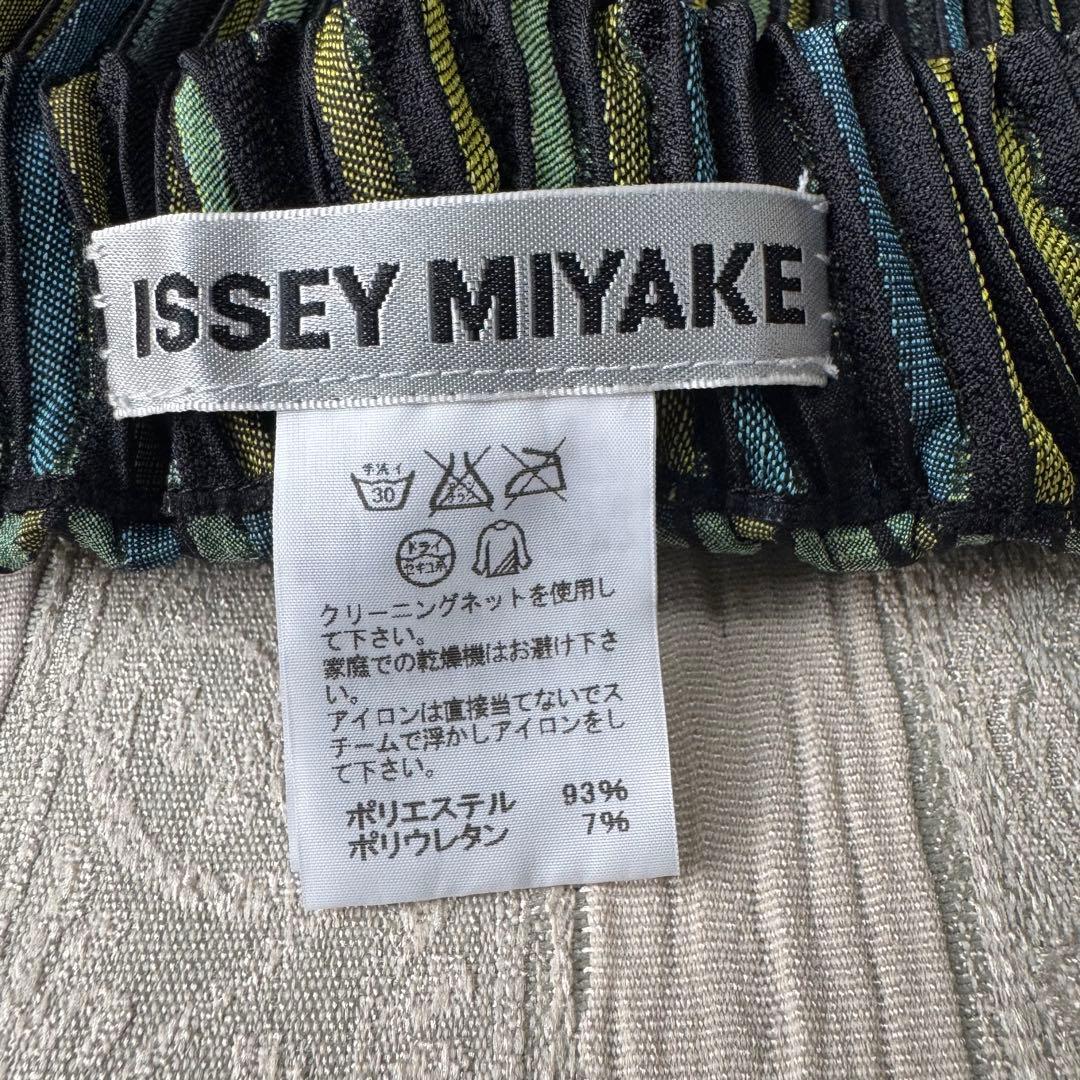 ISSEY MIYAKE
手洗イ
30
ドライ
セキユ系
クリーニングネットを使用し
て下さい。
家庭での乾燥機はお避け下さ
い。
アイロンは直接当てないでス
チームで浮かしアイロンをし
て下さい。
ポリエステル 93%
ポリウレタン 7%